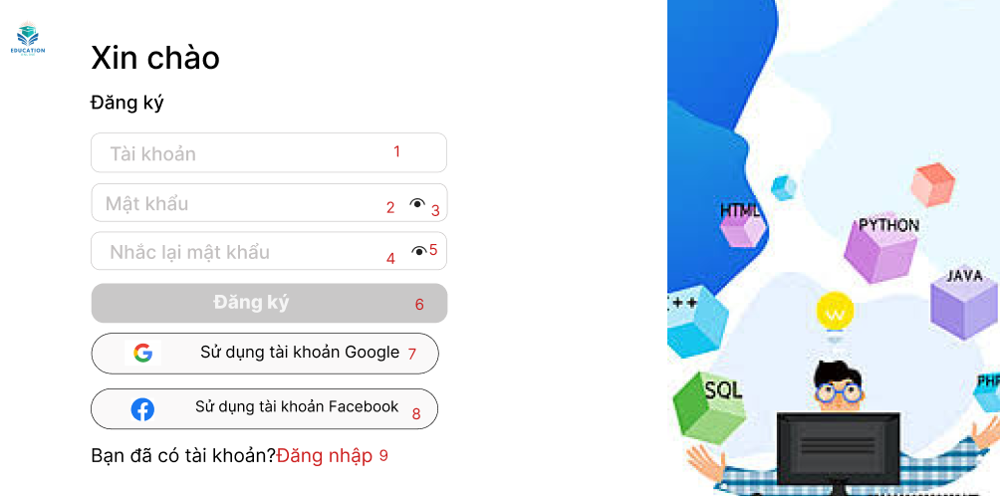 EDUCATION
Xin chào
Đăng ký
Tài khoản 1
Mật khẩu 2 3
Nhắc lại mật khẩu 4 5
Đăng ký 6
Sử dụng tài khoản Google 7
Sử dụng tài khoản Facebook 8
Bạn đã có tài khoản?Đăng nhập 9
HTML
PYTHON
JAVA
++
SQL
PHP